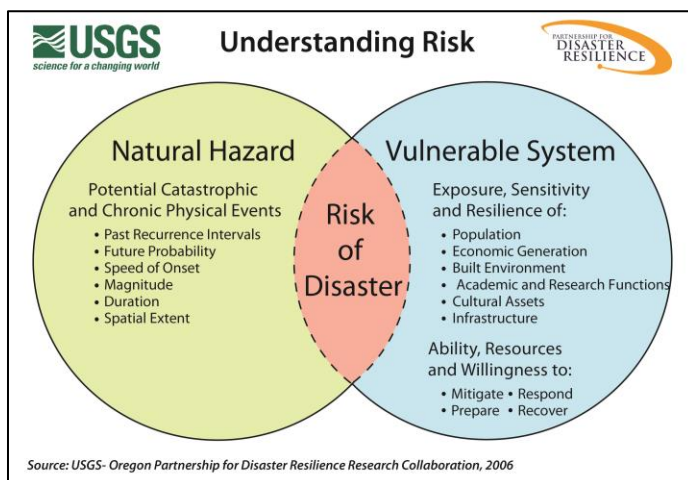 USGS
science for a changing world
Understanding Risk
PARTNERSHIP FOR
DISASTER
RESILIENCE
Natural Hazard
Potential Catastrophic
and Chronic Physical Events
• Past Recurrence Intervals
• Future Probability
• Speed of Onset
• Magnitude
• Duration
• Spatial Extent
Risk
of
Disaster
Vulnerable System
Exposure, Sensitivity
and Resilience of:
• Population
• Economic Generation
• Built Environment
• Academic and Research Functions
• Cultural Assets
• Infrastructure
Ability, Resources
and Willingness to:
• Mitigate • Respond
• Prepare • Recover
Source: USGS- Oregon Partnership for Disaster Resilience Research Collaboration, 2006